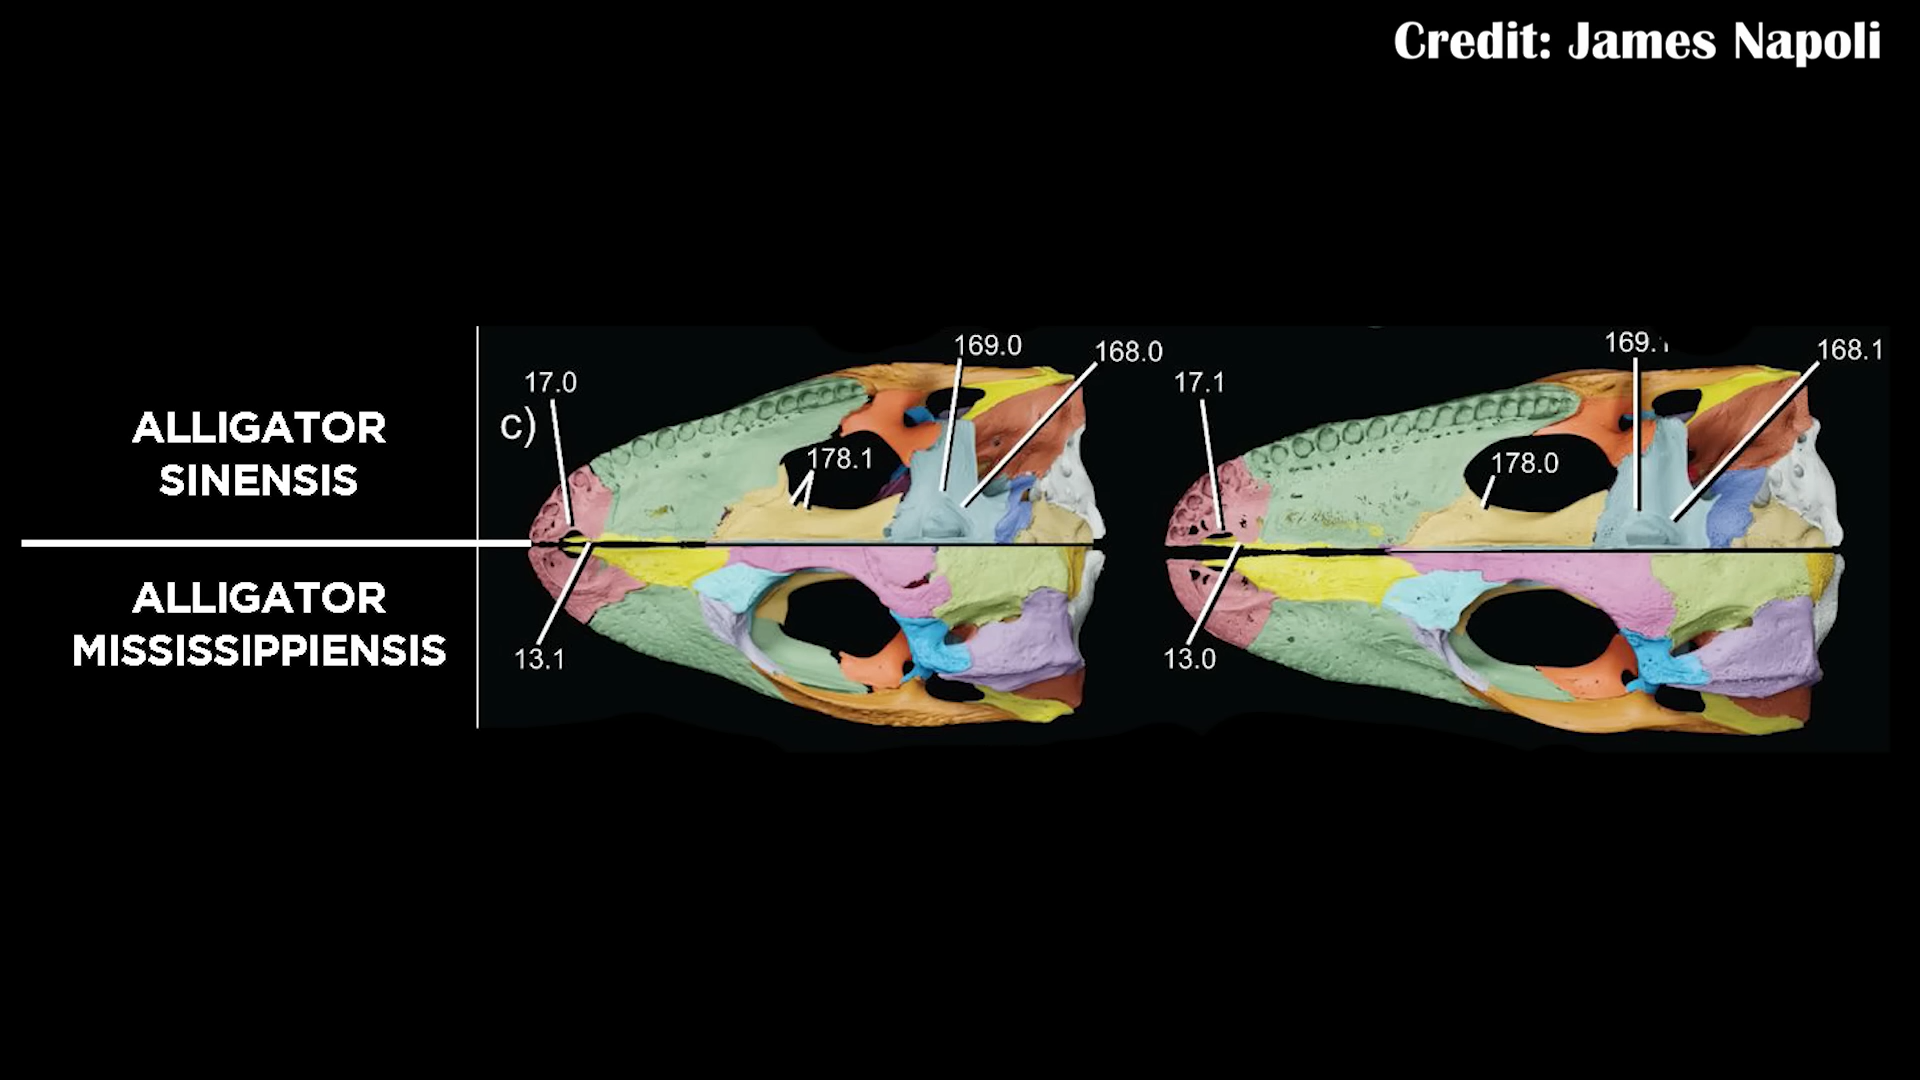 Credit: James Napoli
ALLIGATOR
SINENSIS
ALLIGATOR
MISSISSIPPIENSIS
c)
17.0
178.1
169.0
168.0
13.1
17.1
178.0
168.1
13.0